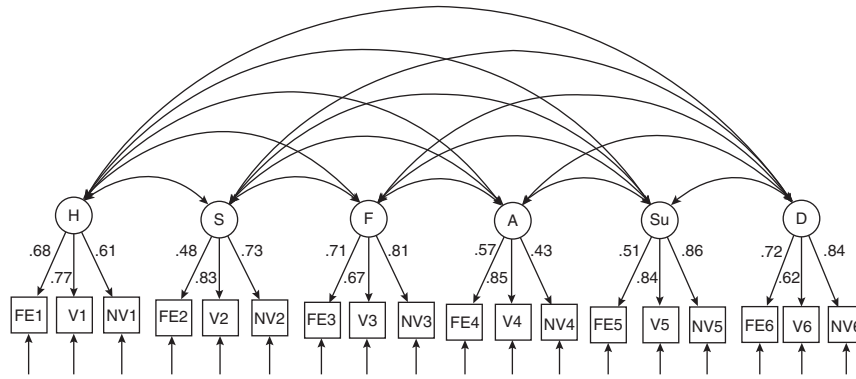 H S F A Su D
.68 .61 .48 .73 .71 .81 .57 .43 .51 .86 .72 .84
.77 .83 .67 .85 .84 .62
FE1 V1 NV1 FE2 V2 NV2 FE3 V3 NV3 FE4 V4 NV4 FE5 V5 NV5 FE6 V6 NV6